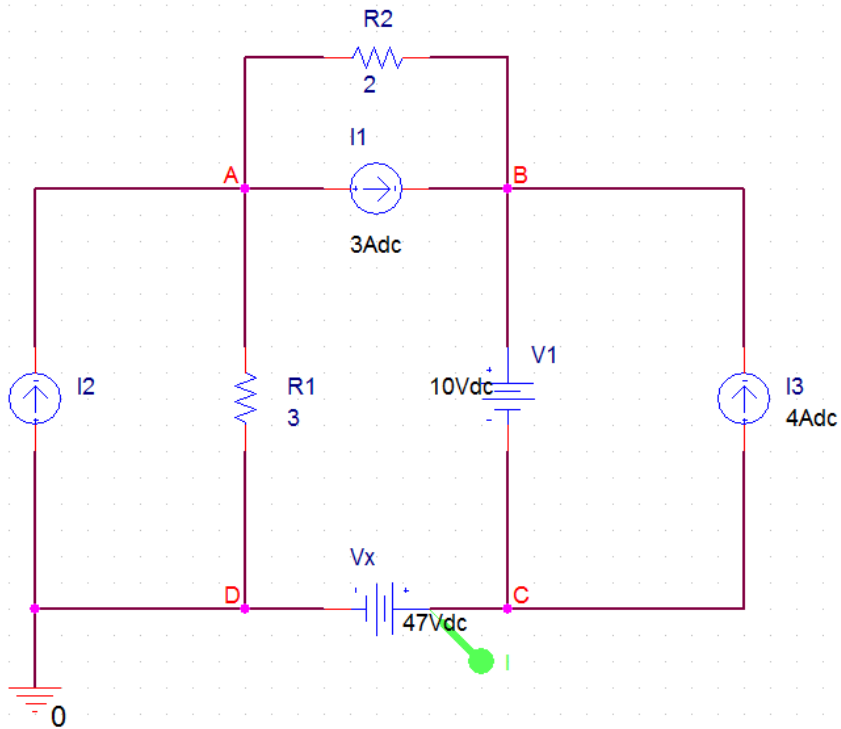 R2
2
I1
A
B
3Adc
I2
R1
3
V1
+
10Vdc
-
I3
4Adc
Vx
D
- +
C
47Vdc
I
0